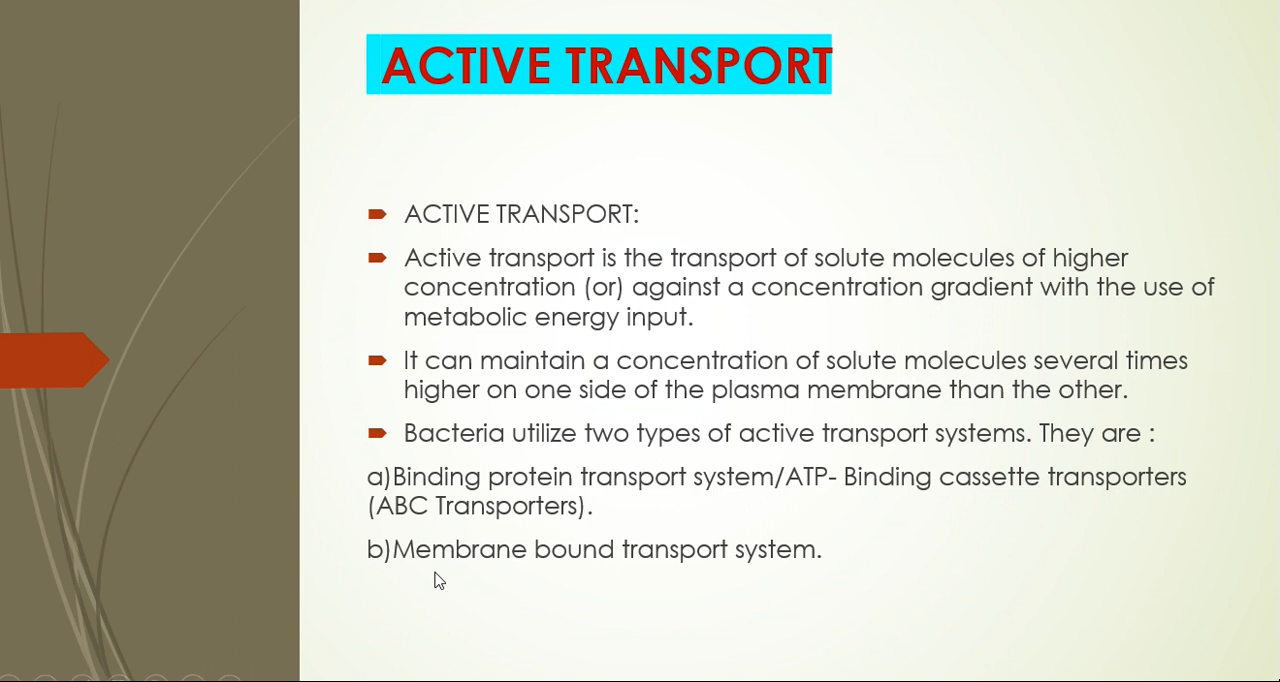 ACTIVE TRANSPORT
ACTIVE TRANSPORT:
Active transport is the transport of solute molecules of higher
concentration (or) against a concentration gradient with the use of
metabolic energy input.
It can maintain a concentration of solute molecules several times
higher on one side of the plasma membrane than the other.
Bacteria utilize two types of active transport systems. They are :
a)Binding protein transport system/ATP- Binding cassette transporters
(ABC Transporters).
b)Membrane bound transport system.